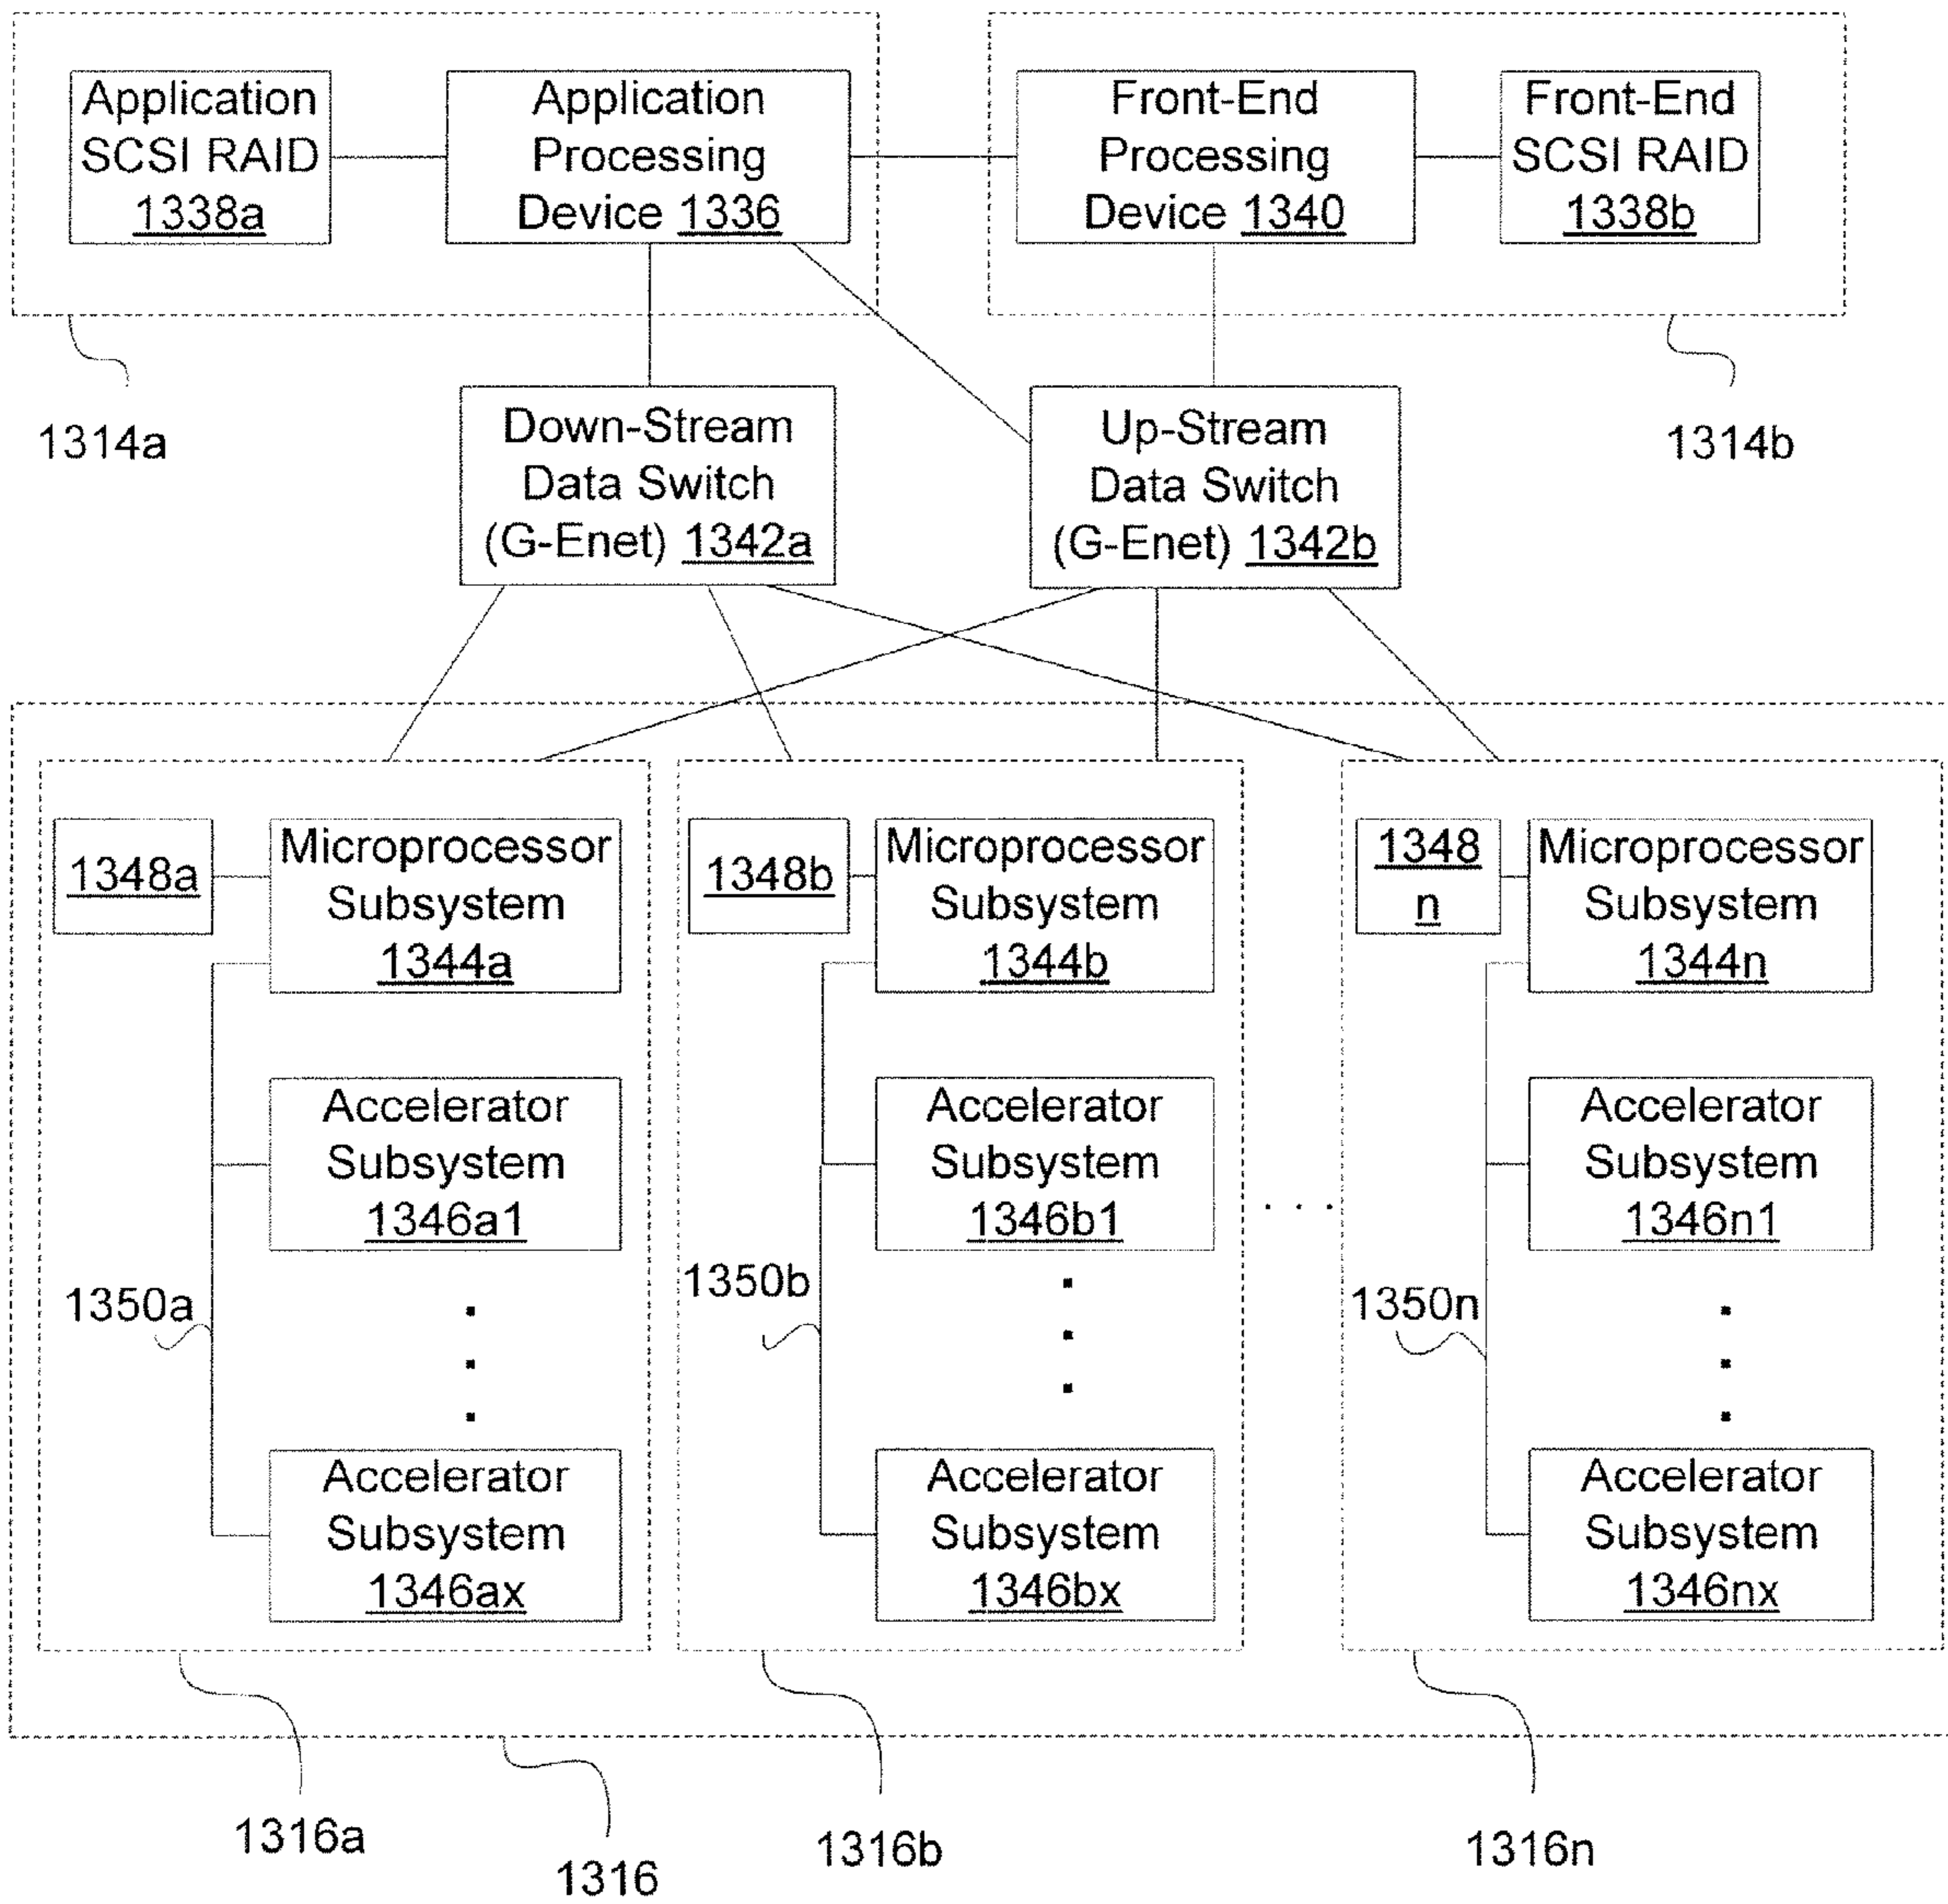 Application
SCSI RAID
1338a
Application
Processing
Device 1336
Front-End
Processing
Device 1340
Front-End
SCSI RAID
1338b
1314a
Down-Stream
Data Switch
(G-Enet) 1342a
Up-Stream
Data Switch
(G-Enet) 1342b
1314b
1348a
Microprocessor
Subsystem
1344a
1348b
Microprocessor
Subsystem
1344b
1348
n
Microprocessor
Subsystem
1344n
Accelerator
Subsystem
1346a1
Accelerator
Subsystem
1346b1
. . .
Accelerator
Subsystem
1346n1
1350a
1350b
1350n
Accelerator
Subsystem
1346ax
Accelerator
Subsystem
1346bx
Accelerator
Subsystem
1346nx
1316a
1316
1316b
1316n